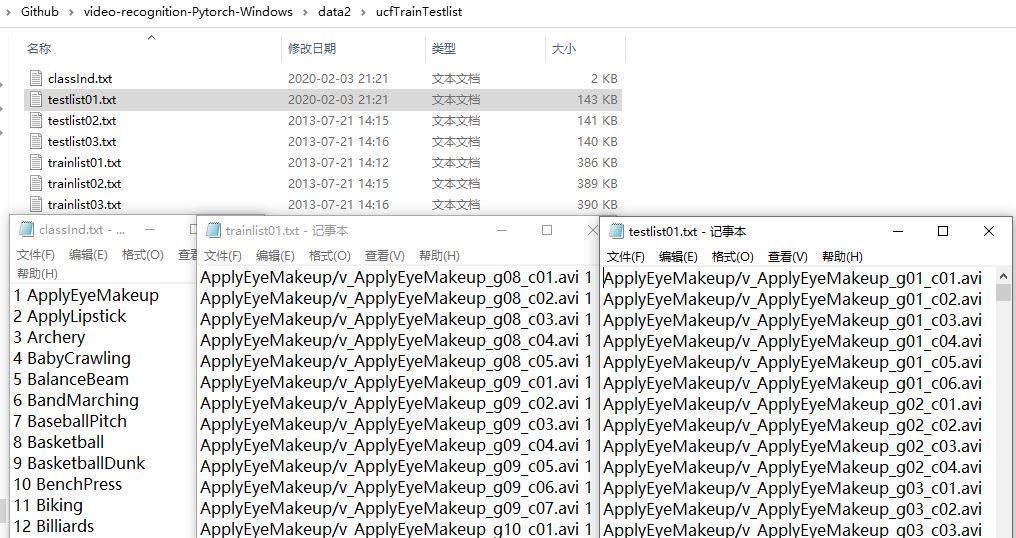 Github > video-recognition-Pytorch-Windows > data2 > ucfTrainTestlist
名称 修改日期 类型 大小
classInd.txt 2020-02-03 21:21 文本文档 2 KB
testlist01.txt 2020-02-03 21:21 文本文档 143 KB
testlist02.txt 2013-07-21 14:15 文本文档 141 KB
testlist03.txt 2013-07-21 14:16 文本文档 140 KB
trainlist01.txt 2013-07-21 14:12 文本文档 386 KB
trainlist02.txt 2013-07-21 14:15 文本文档 389 KB
trainlist03.txt 2013-07-21 14:16 文本文档 390 KB
classInd.txt - ...
文件(F) 编辑(E) 格式(O) 查看
帮助(H)
1 ApplyEyeMakeup
2 ApplyLipstick
3 Archery
4 BabyCrawling
5 BalanceBeam
6 BandMarching
7 BaseballPitch
8 Basketball
9 BasketballDunk
10 BenchPress
11 Biking
12 Billiards
trainlist01.txt - 记事本
文件(F) 编辑(E) 格式(O) 查看(V) 帮助(H)
ApplyEyeMakeup/v_ApplyEyeMakeup_g08_c01.avi 1
ApplyEyeMakeup/v_ApplyEyeMakeup_g08_c02.avi 1
ApplyEyeMakeup/v_ApplyEyeMakeup_g08_c03.avi 1
ApplyEyeMakeup/v_ApplyEyeMakeup_g08_c04.avi 1
ApplyEyeMakeup/v_ApplyEyeMakeup_g08_c05.avi 1
ApplyEyeMakeup/v_ApplyEyeMakeup_g09_c01.avi 1
ApplyEyeMakeup/v_ApplyEyeMakeup_g09_c02.avi 1
ApplyEyeMakeup/v_ApplyEyeMakeup_g09_c03.avi 1
ApplyEyeMakeup/v_ApplyEyeMakeup_g09_c04.avi 1
ApplyEyeMakeup/v_ApplyEyeMakeup_g09_c05.avi 1
ApplyEyeMakeup/v_ApplyEyeMakeup_g09_c06.avi 1
ApplyEyeMakeup/v_ApplyEyeMakeup_g09_c07.avi 1
ApplyEyeMakeup/v_ApplyEyeMakeup_g10_c01.avi 1
testlist01.txt - 记事本
文件(F) 编辑(E) 格式(O) 查看(V) 帮助(H)
ApplyEyeMakeup/v_ApplyEyeMakeup_g01_c01.avi
ApplyEyeMakeup/v_ApplyEyeMakeup_g01_c02.avi
ApplyEyeMakeup/v_ApplyEyeMakeup_g01_c03.avi
ApplyEyeMakeup/v_ApplyEyeMakeup_g01_c04.avi
ApplyEyeMakeup/v_ApplyEyeMakeup_g01_c05.avi
ApplyEyeMakeup/v_ApplyEyeMakeup_g01_c06.avi
ApplyEyeMakeup/v_ApplyEyeMakeup_g02_c01.avi
ApplyEyeMakeup/v_ApplyEyeMakeup_g02_c02.avi
ApplyEyeMakeup/v_ApplyEyeMakeup_g02_c03.avi
ApplyEyeMakeup/v_ApplyEyeMakeup_g02_c04.avi
ApplyEyeMakeup/v_ApplyEyeMakeup_g03_c01.avi
ApplyEyeMakeup/v_ApplyEyeMakeup_g03_c02.avi
ApplyEyeMakeup/v_ApplyEyeMakeup_g03_c03.avi